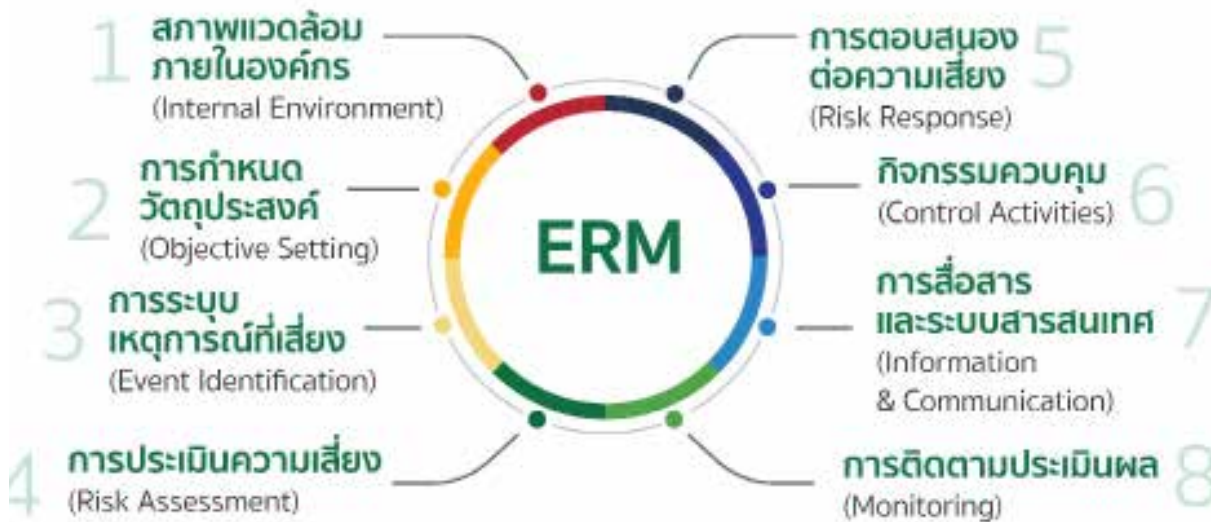 1
สภาพแวดล้อม
ภายในองค์กร
(Internal Environment)
2
การกำหนด
วัตถุประสงค์
(Objective Setting)
3
การระบุ
เหตุการณ์ที่เสี่ยง
(Event Identification)
4
การประเมินความเสี่ยง
(Risk Assessment)
ERM
การตอบสนอง
ต่อความเสี่ยง
5
(Risk Response)
กิจกรรมควบคุม
6
(Control Activities)
การสื่อสาร
และระบบสารสนเทศ
7
(Information
& Communication)
การติดตามประเมินผล
8
(Monitoring)